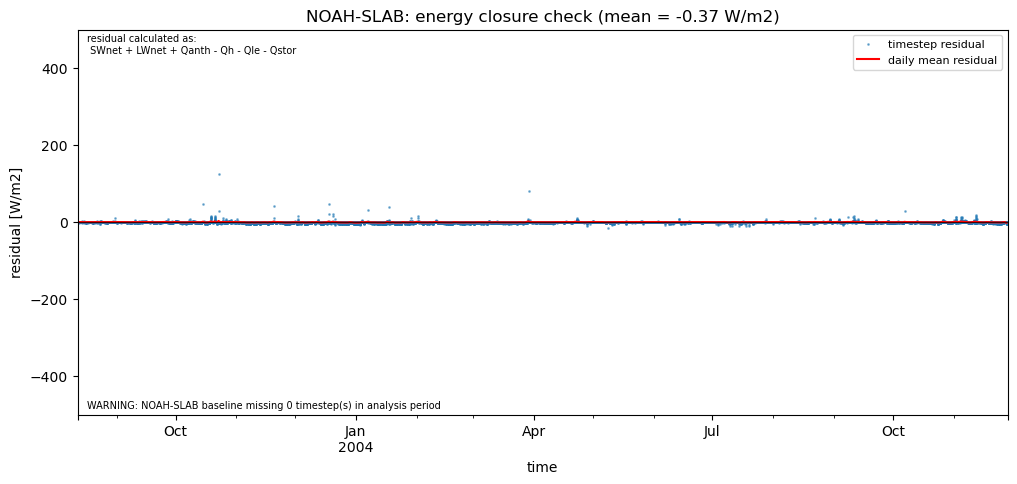 NOAH-SLAB: energy closure check (mean = -0.37 W/m2)
residual calculated as:
SWnet + LWnet + Qanth - Qh - Qle - Qstor
timestep residual
daily mean residual
residual [W/m2]
400
200
0
−200
−400
WARNING: NOAH-SLAB baseline missing 0 timestep(s) in analysis period
Oct
Jan
2004
Apr
Jul
Oct
time